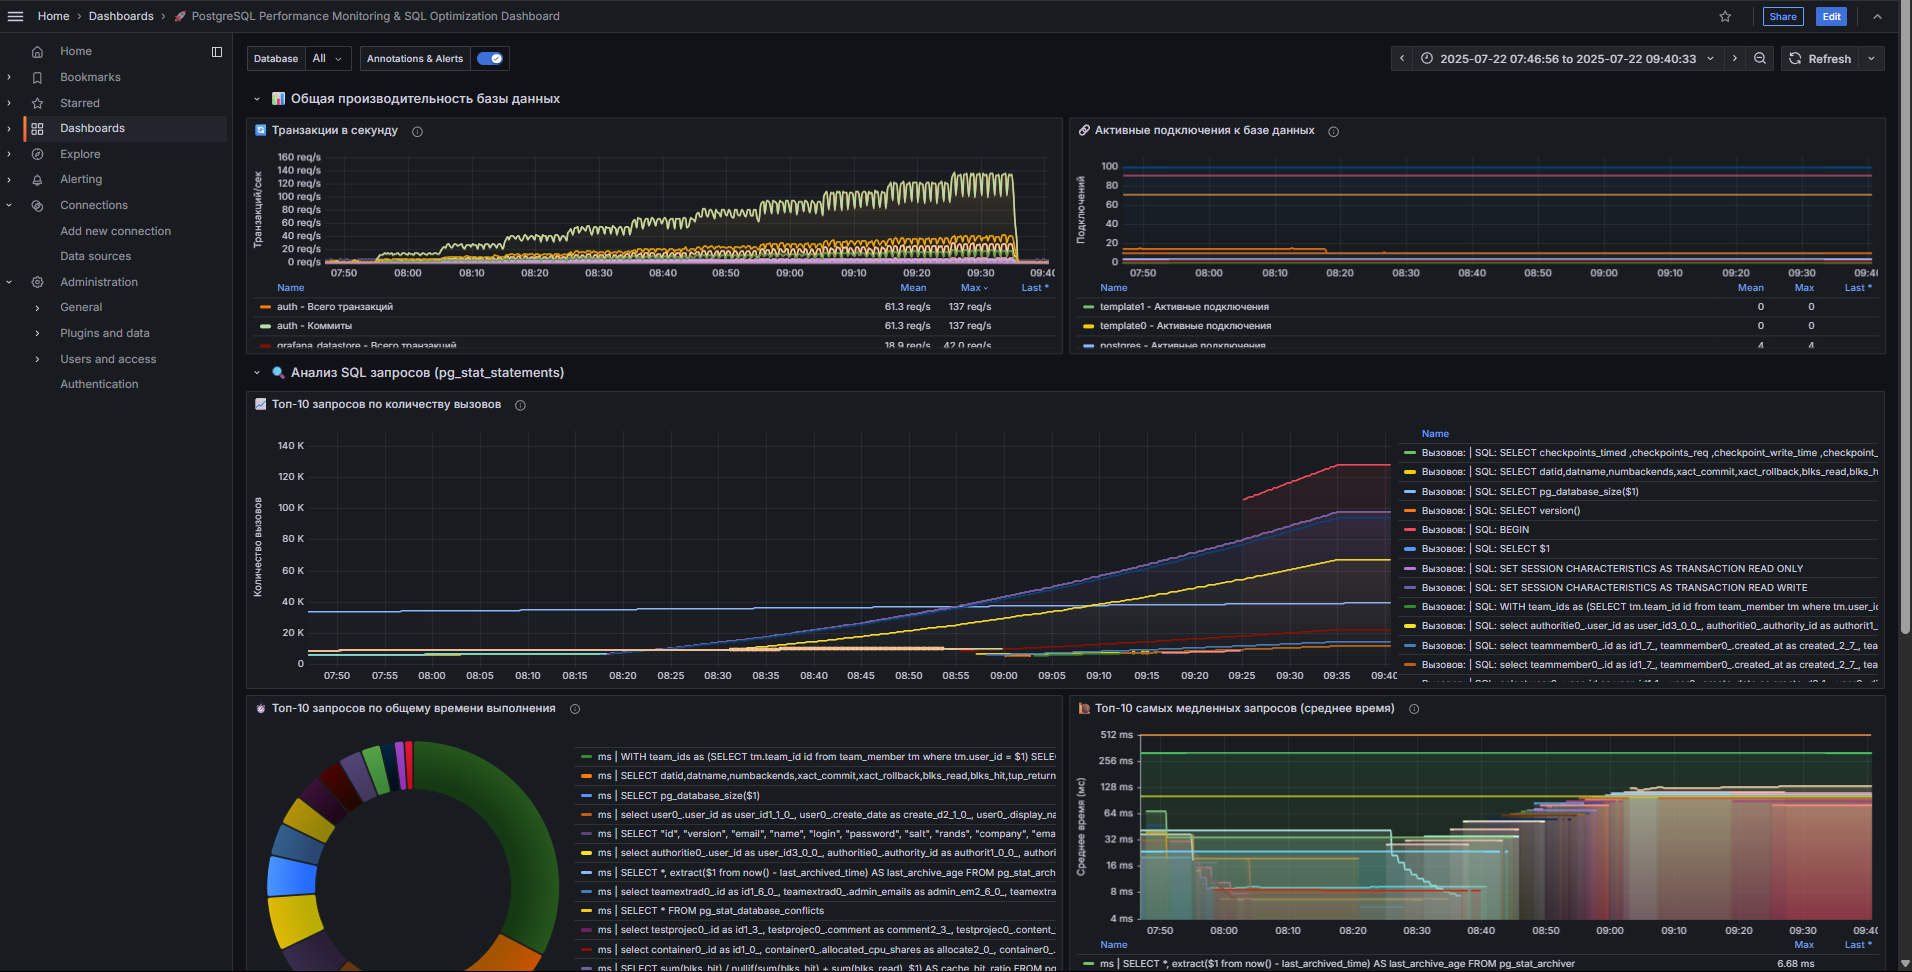 Home › Dashboards › 🚀 PostgreSQL Performance Monitoring & SQL Optimization Dashboard
Share
Edit
Home
Bookmarks
Starred
Dashboards
Explore
Alerting
Connections
Add new connection
Data sources
Administration
General
Plugins and data
Users and access
Authentication
Database All
Annotations & Alerts
2025-07-22 07:46:56 to 2025-07-22 09:40:33
Refresh
Общая производительность базы данных
Транзакции в секунду
Транзакций/сек
160 req/s
140 req/s
120 req/s
100 req/s
80 req/s
60 req/s
40 req/s
20 req/s
0 req/s
07:50 08:00 08:10 08:20 08:30 08:40 08:50 09:00 09:10 09:20 09:30 09:40
Name Mean Max Last *
auth - Всего транзакций 61.3 req/s 137 req/s
auth - Коммиты 61.3 req/s 137 req/s
grafana_datastore - Всего транзакций 18.9 req/s 42.0 req/s
Активные подключения к базе данных
Подключений
100
80
60
40
20
0
07:50 08:00 08:10 08:20 08:30 08:40 08:50 09:00 09:10 09:20 09:30 09:40
Name Mean Max Last *
template1 - Активные подключения 0 0
template0 - Активные подключения 0 0
postgres - Активные подключения 4 4
Анализ SQL запросов (pg_stat_statements)
Топ-10 запросов по количеству вызовов
Количество вызовов
140 K
120 K
100 K
80 K
60 K
40 K
20 K
0
07:50 07:55 08:00 08:05 08:10 08:15 08:20 08:25 08:30 08:35 08:40 08:45 08:50 08:55 09:00 09:05 09:10 09:15 09:20 09:25 09:30 09:35 09:40
Name
Вызовов: | SQL: SELECT checkpoints_timed ,checkpoints_req ,checkpoint_write_time ,checkpoint_
Вызовов: | SQL: SELECT datid,datname,numbackends,xact_commit,xact_rollback,blks_read,blks_h
Вызовов: | SQL: SELECT pg_database_size($1)
Вызовов: | SQL: SELECT version()
Вызовов: | SQL: BEGIN
Вызовов: | SQL: SELECT $1
Вызовов: | SQL: SET SESSION CHARACTERISTICS AS TRANSACTION READ ONLY
Вызовов: | SQL: SET SESSION CHARACTERISTICS AS TRANSACTION READ WRITE
Вызовов: | SQL: WITH team_ids as (SELECT tm.team_id id from team_member tm where tm.user_ic
Вызовов: | SQL: select authoritie0_.user_id as user_id3_0_0_, authoritie0_.authority_id as authorit1_
Вызовов: | SQL: select teammember0_.id as id1_7_, teammember0_.created_at as created_2_7_, tea
Вызовов: | SQL: select teammember0_.id as id1_7_, teammember0_.created_at as created_2_7_, tea
Топ-10 запросов по общему времени выполнения
ms | WITH team_ids as (SELECT tm.team_id id from team_member tm where tm.user_id = $1) SELE
ms | SELECT datid,datname,numbackends,xact_commit,xact_rollback,blks_read,blks_hit,tup_return
ms | SELECT pg_database_size($1)
ms | select user0_.user_id as user_id1_1_0_, user0_.create_date as create_d2_1_0_, user0_.display_na
ms | SELECT "id", "version", "email", "name", "login", "password", "salt", "rands", "company", "ema
ms | select authoritie0_.user_id as user_id3_0_0_, authoritie0_.authority_id as authorit1_0_0_, authori
ms | SELECT *, extract($1 from now() - last_archived_time) AS last_archive_age FROM pg_stat_arch
ms | select teamextrad0_.id as id1_6_0_, teamextrad0_.admin_emails as admin_em2_6_0_, teamextra
ms | SELECT * FROM pg_stat_database_conflicts
ms | select testprojec0_.id as id1_3_, testprojec0_.comment as comment2_3_, testprojec0_.content_
ms | select container0_.id as id1_0_, container0_.allocated_cpu_shares as allocate2_0_, container0_.
ms | SELECT sum(blks_hit) / nullif(sum(blks_hit) + sum(blks_read), $1) AS cache_hit_ratio FROM pg
Топ-10 самых медленных запросов (среднее время)
Среднее время (мс)
512 ms
256 ms
128 ms
64 ms
32 ms
16 ms
8 ms
4 ms
07:50 08:00 08:10 08:20 08:30 08:40 08:50 09:00 09:10 09:20 09:30 09:40
Name Max Last *
ms | SELECT *, extract($1 from now() - last_archived_time) AS last_archive_age FROM pg_stat_archiver 6.68 ms